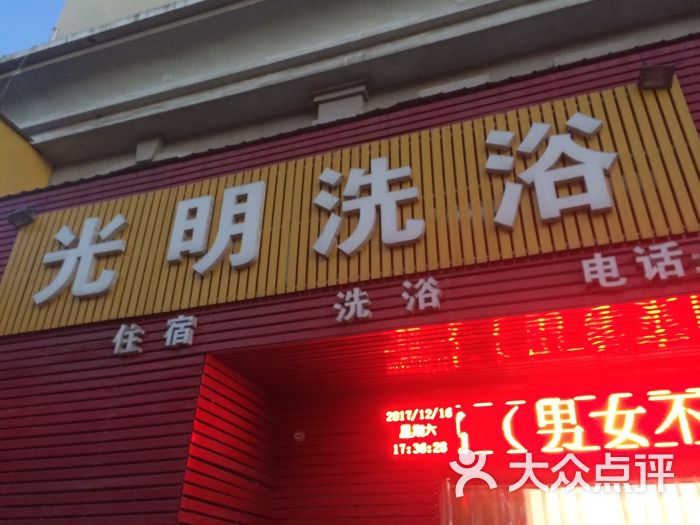 光明洗浴
住宿 洗浴 电话
2017/12/16
星期六
17:36:28
(男女不
大众点评